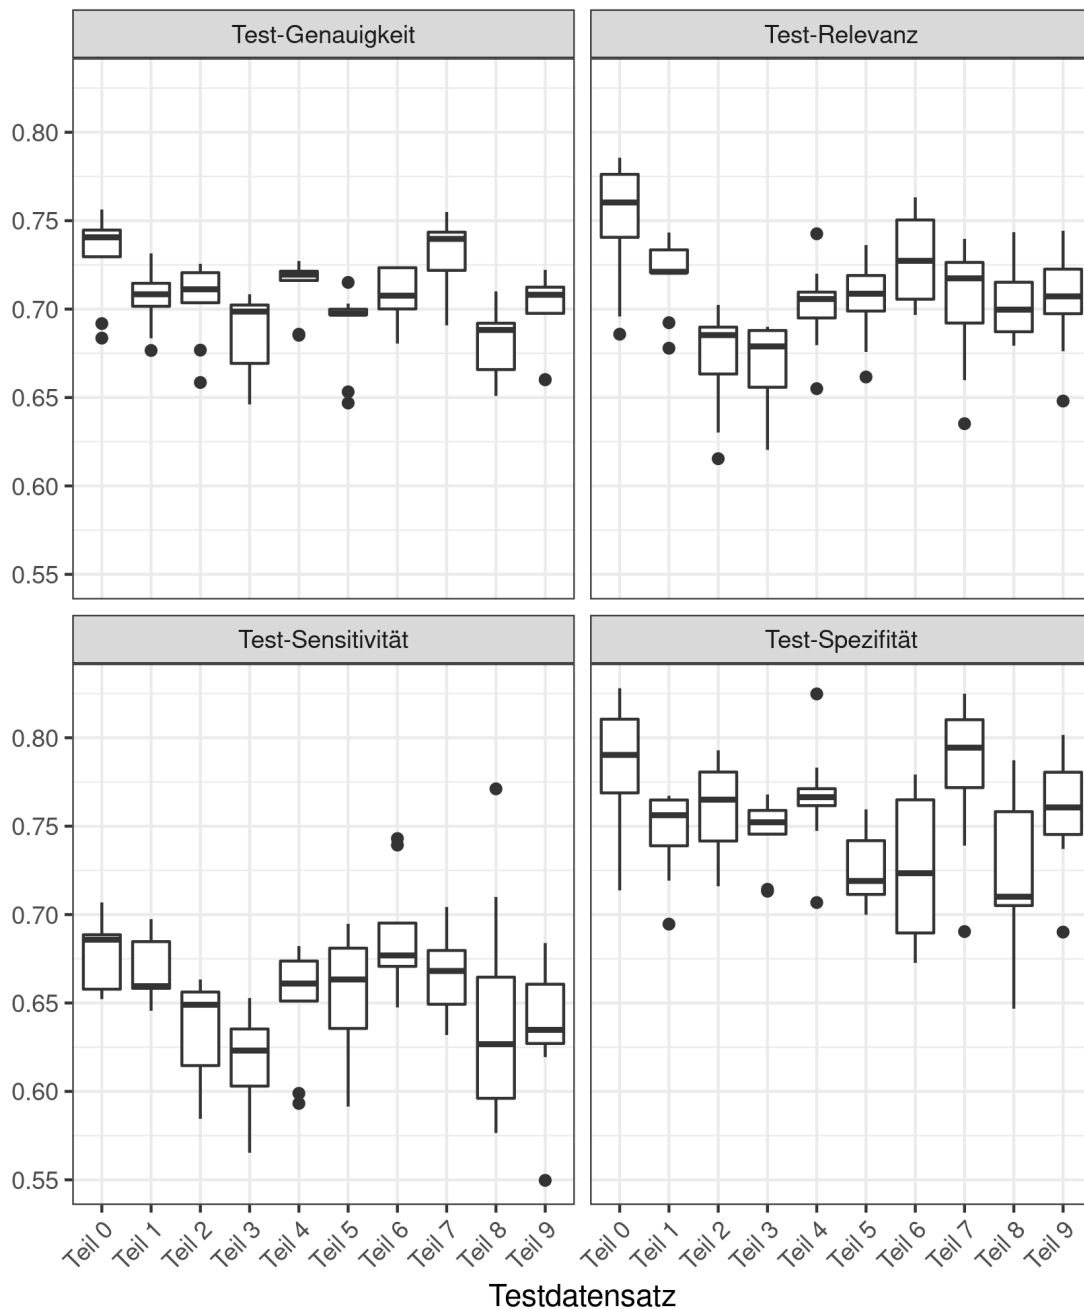 Test-Genauigkeit
Test-Relevanz
0.80
0.75
0.70
0.65
0.60
0.55
Test-Sensitivität
Test-Spezifität
0.80
0.75
0.70
0.65
0.60
0.55
Teil 0 Teil 1 Teil 2 Teil 3 Teil 4 Teil 5 Teil 6 Teil 7 Teil 8 Teil 9
Teil 0 Teil 1 Teil 2 Teil 3 Teil 4 Teil 5 Teil 6 Teil 7 Teil 8 Teil 9
Testdatensatz